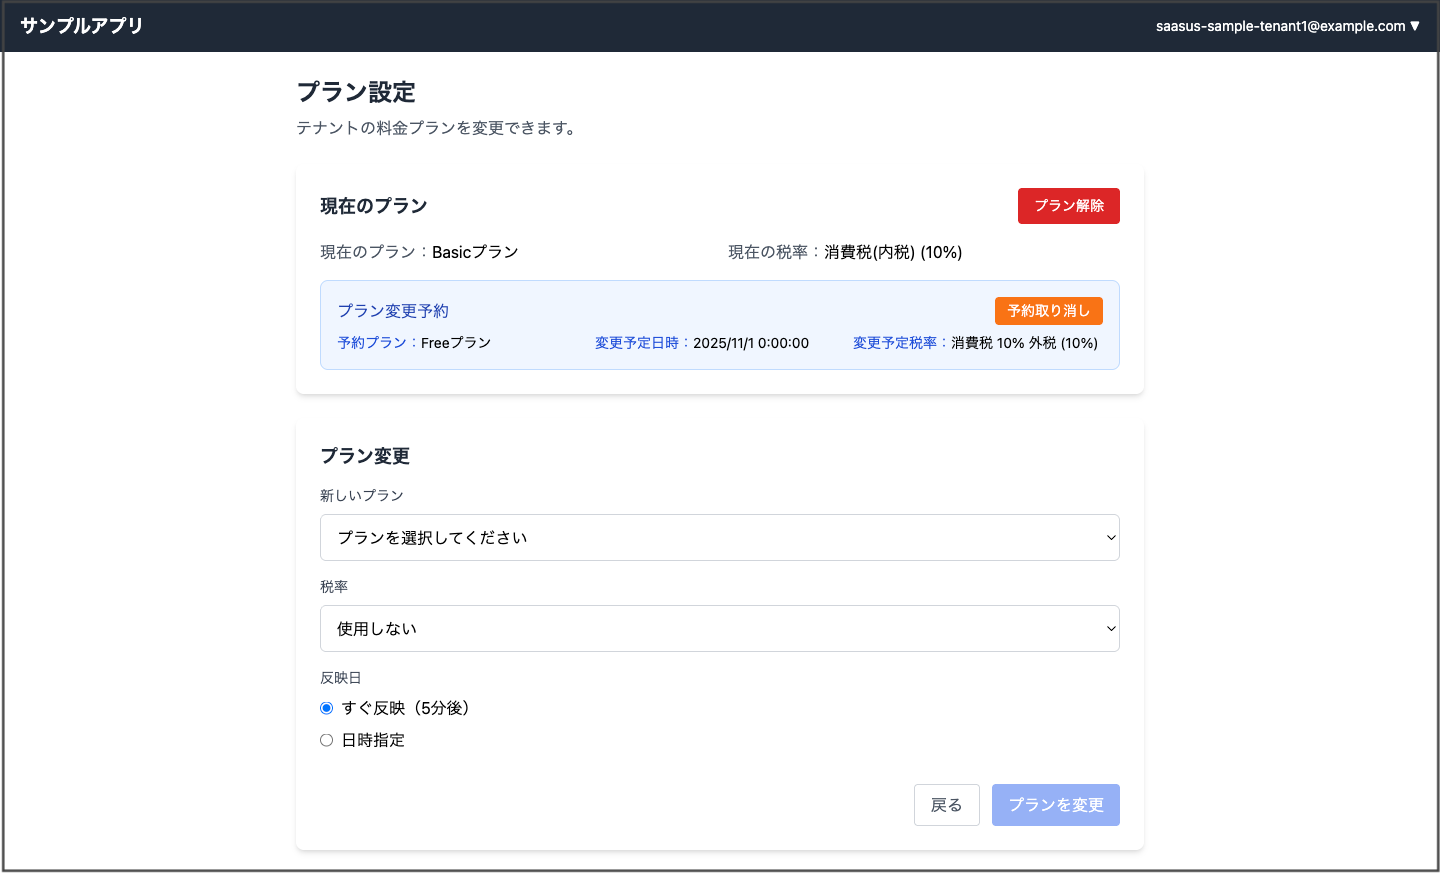 サンプルアプリ
saasus-sample-tenant1@example.com ▼
プラン設定
テナントの料金プランを変更できます。
現在のプラン
プラン解除
現在のプラン：Basicプラン
現在の税率：消費税(内税) (10%)
プラン変更予約
予約取り消し
予約プラン：Freeプラン
変更予定日時：2025/11/1 0:00:00
変更予定税率：消費税 10% 外税 (10%)
プラン変更
新しいプラン
プランを選択してください
税率
使用しない
反映日
すぐ反映（5分後）
日時指定
戻る
プランを変更